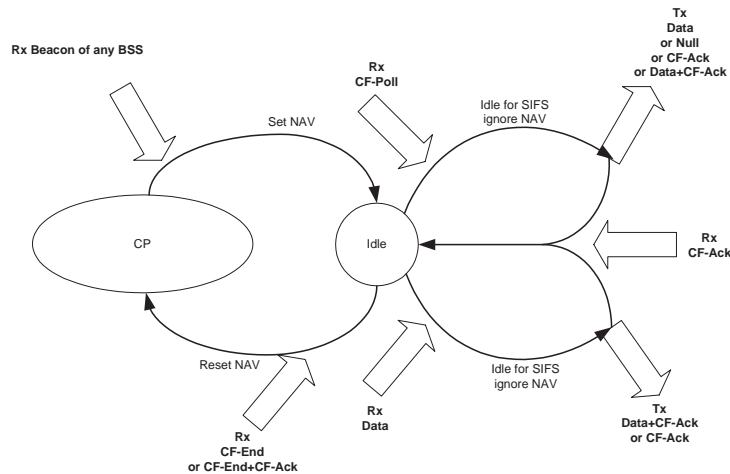 Rx Beacon of any BSS
Set NAV
Rx
CF-Poll
Idle for SIFS
ignore NAV
Tx
Data
or Null
or CF-Ack
or Data+CF-Ack
CP
Idle
Rx
CF-Ack
Reset NAV
Rx
CF-End
or CF-End+CF-Ack
Rx
Data
Idle for SIFS
ignore NAV
Tx
Data+CF-Ack
or CF-Ack